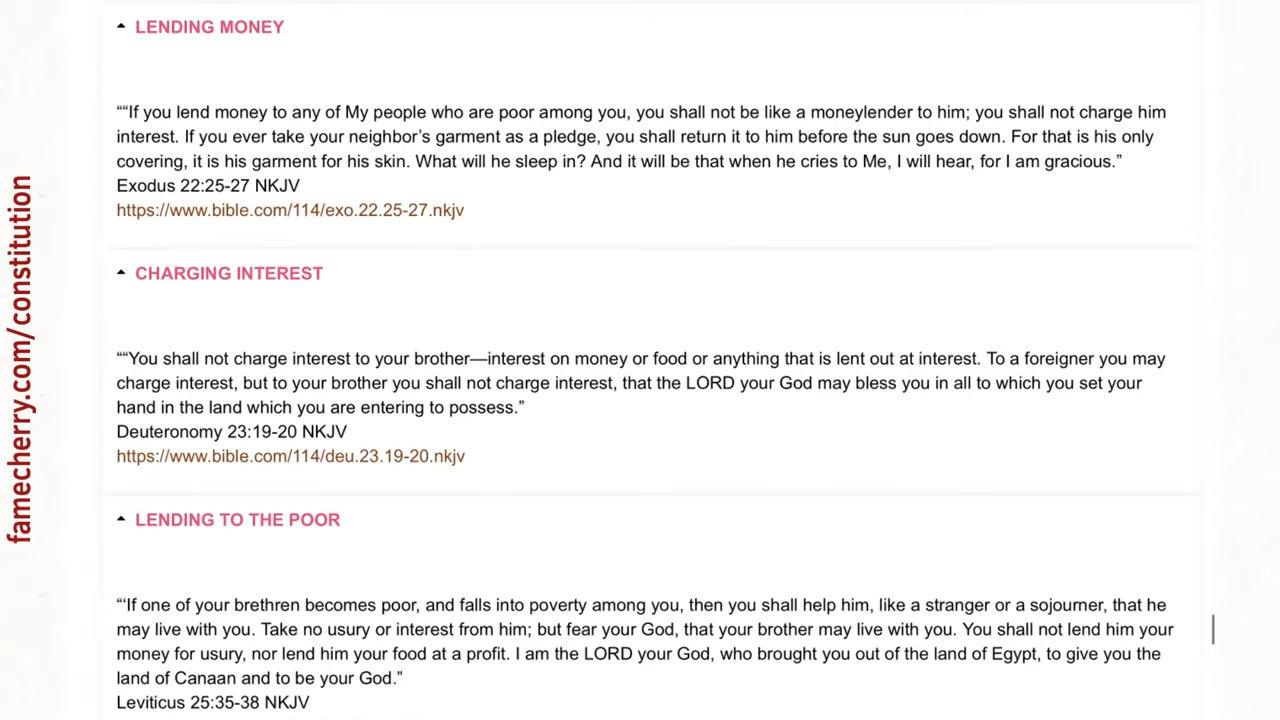 LENDING MONEY
““If you lend money to any of My people who are poor among you, you shall not be like a moneylender to him; you shall not charge him
interest. If you ever take your neighbor’s garment as a pledge, you shall return it to him before the sun goes down. For that is his only
covering, it is his garment for his skin. What will he sleep in? And it will be that when he cries to Me, I will hear, for I am gracious.”
Exodus 22:25-27 NKJV
https://www.bible.com/114/exo.22.25-27.nkjv
CHARGING INTEREST
““You shall not charge interest to your brother—interest on money or food or anything that is lent out at interest. To a foreigner you may
charge interest, but to your brother you shall not charge interest, that the LORD your God may bless you in all to which you set your
hand in the land which you are entering to possess.”
Deuteronomy 23:19-20 NKJV
https://www.bible.com/114/deu.23.19-20.nkjv
LENDING TO THE POOR
“‘If one of your brethren becomes poor, and falls into poverty among you, then you shall help him, like a stranger or a sojourner, that he
may live with you. Take no usury or interest from him; but fear your God, that your brother may live with you. You shall not lend him your
money for usury, nor lend him your food at a profit. I am the LORD your God, who brought you out of the land of Egypt, to give you the
land of Canaan and to be your God.”
Leviticus 25:35-38 NKJV
famecherry.com/constitution